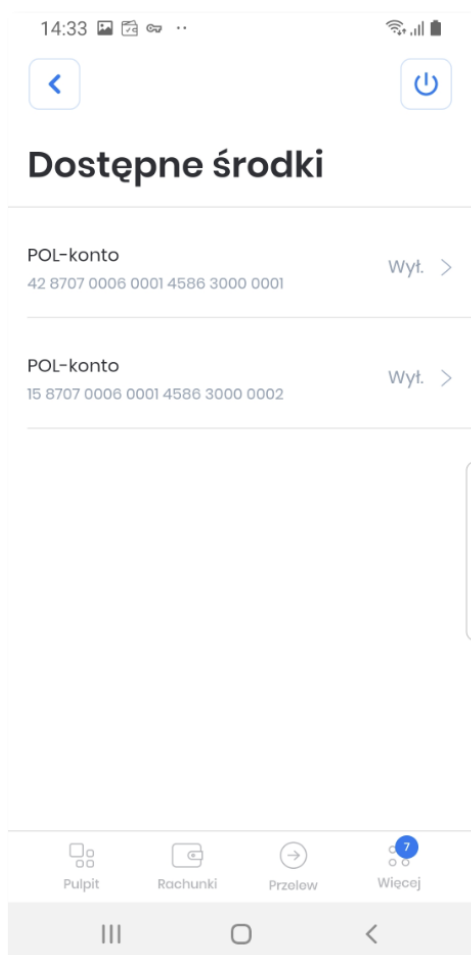 14:33
Dostępne środki
POL-konto
42 8707 0006 0001 4586 3000 0001
Wył.
POL-konto
15 8707 0006 0001 4586 3000 0002
Wył.
7
Pulpit
Rachunki
Przelew
Więcej